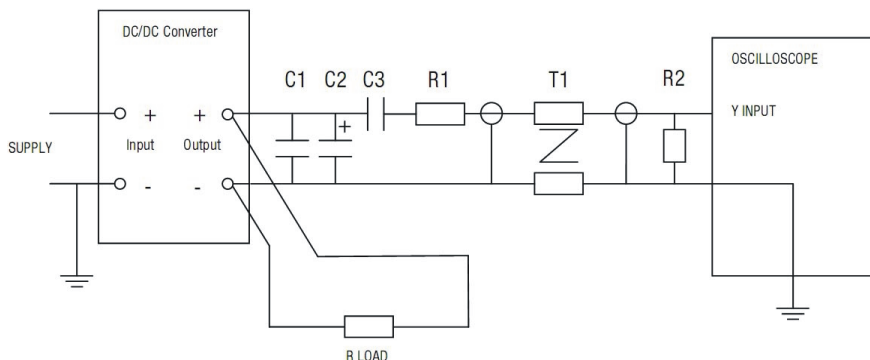 DC/DC Converter
C1 C2 C3 R1 T1 R2
OSCILLOSCOPE
+ + + Y INPUT
SUPPLY Input Output
- -
R LOAD